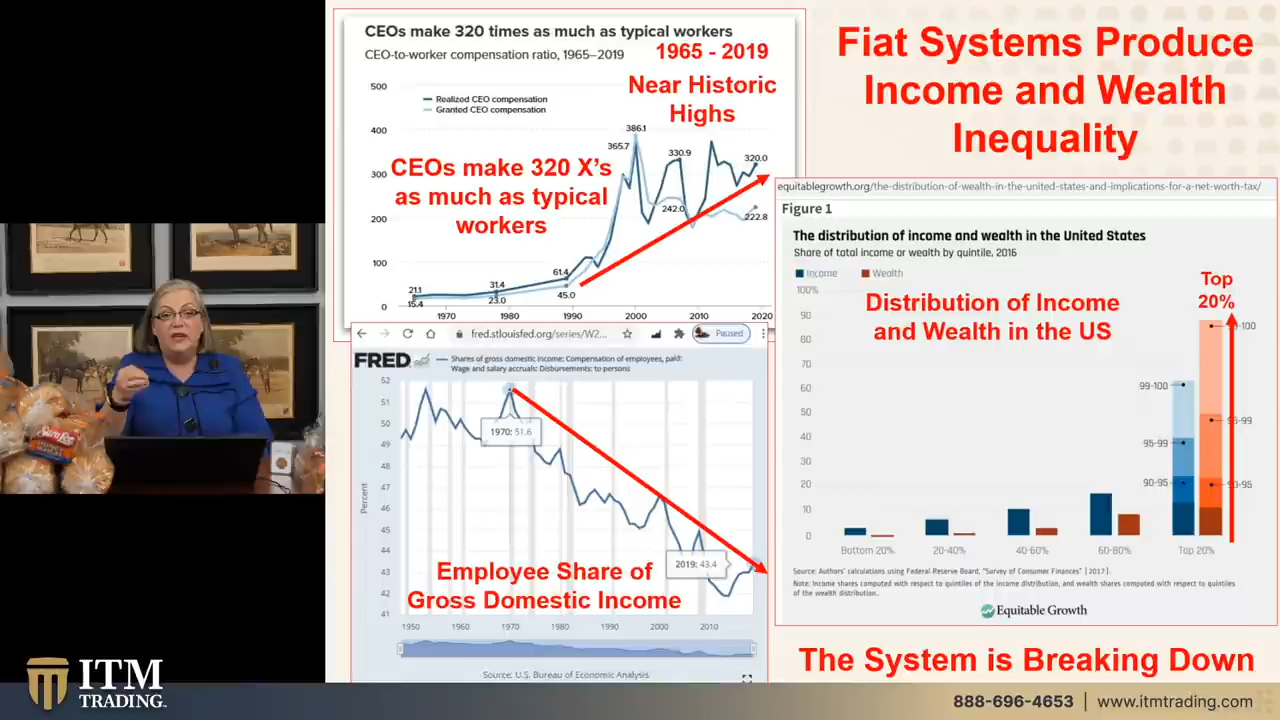 CEOs make 320 times as much as typical workers
CEO-to-worker compensation ratio, 1965–2019
1965 - 2019
Near Historic
Highs
500
400
300
200
100
0
Realized CEO compensation
Granted CEO compensation
CEOs make 320 X's
as much as typical
workers
21.1
15.4
31.4
23.0
61.4
45.0
365.7
386.1
330.9
242.0
320.0
222.8
1970
1980
1990
2000
2010
2020
fred.stlouisfed.org/series/W2...
Paused
FRED
Shares of gross domestic income: Compensation of employees, paid:
Wage and salary accruals: Disbursements: to persons
52
51
50
49
48
47
46
45
44
43
42
41
Percent
1970: 51.6
2019: 43.4
Employee Share of
Gross Domestic Income
1950
1960
1970
1980
1990
2000
2010
Source: U.S. Bureau of Economic Analysis
Fiat Systems Produce
Income and Wealth
Inequality
equitablegrowth.org/the-distribution-of-wealth-in-the-united-states-and-implications-for-a-net-worth-tax/
Figure 1
The distribution of income and wealth in the United States
Share of total income or wealth by quintile, 2016
Income
Wealth
Top
20%
Distribution of Income
and Wealth in the US
100%
90
80
70
60
50
40
30
20
10
0
99-100
95-99
90-95
-100
-99
-95
Bottom 20%
20-40%
40-60%
60-80%
Top 20%
Source: Authors' calculations using Federal Reserve Board, "Survey of Consumer Finances" [2017].
Note: Income shares computed with respect to quintiles of the income distribution, and wealth shares computed with respect to quintiles
of the wealth distribution.
Equitable Growth
The System is Breaking Down
Sara Lee
ITM
TRADING.
888-696-4653 | www.itmtrading.com